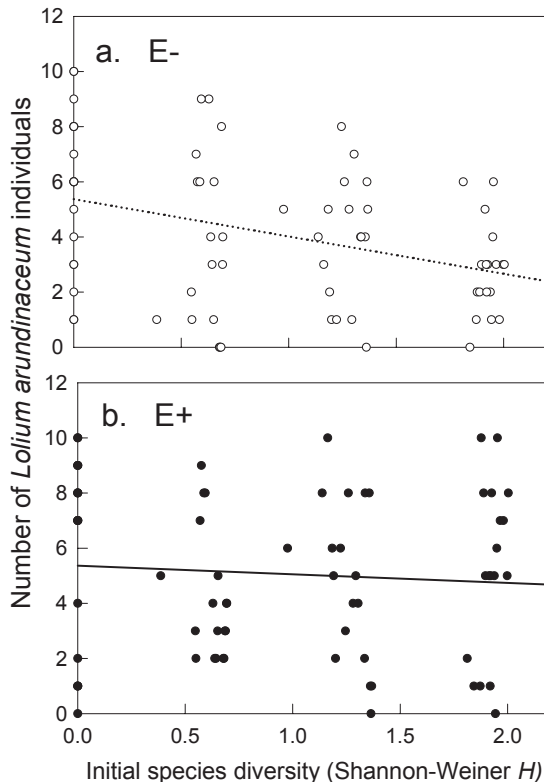 12
a. E-
10
8
6
4
2
0
12
b. E+
10
8
6
4
2
0
0.0 0.5 1.0 1.5 2.0
Number of Lolium arundinaceum individuals
Initial species diversity (Shannon-Weiner H)